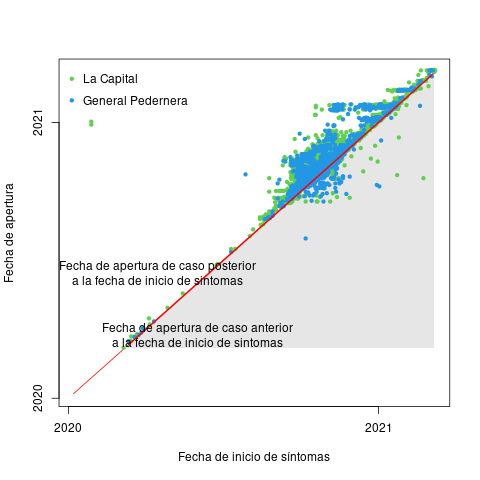 La Capital
General Pedernera
2021
Fecha de apertura
Fecha de apertura de caso posterior
a la fecha de inicio de síntomas
Fecha de apertura de caso anterior
a la fecha de inicio de síntomas
2020
2020
2021
Fecha de inicio de síntomas